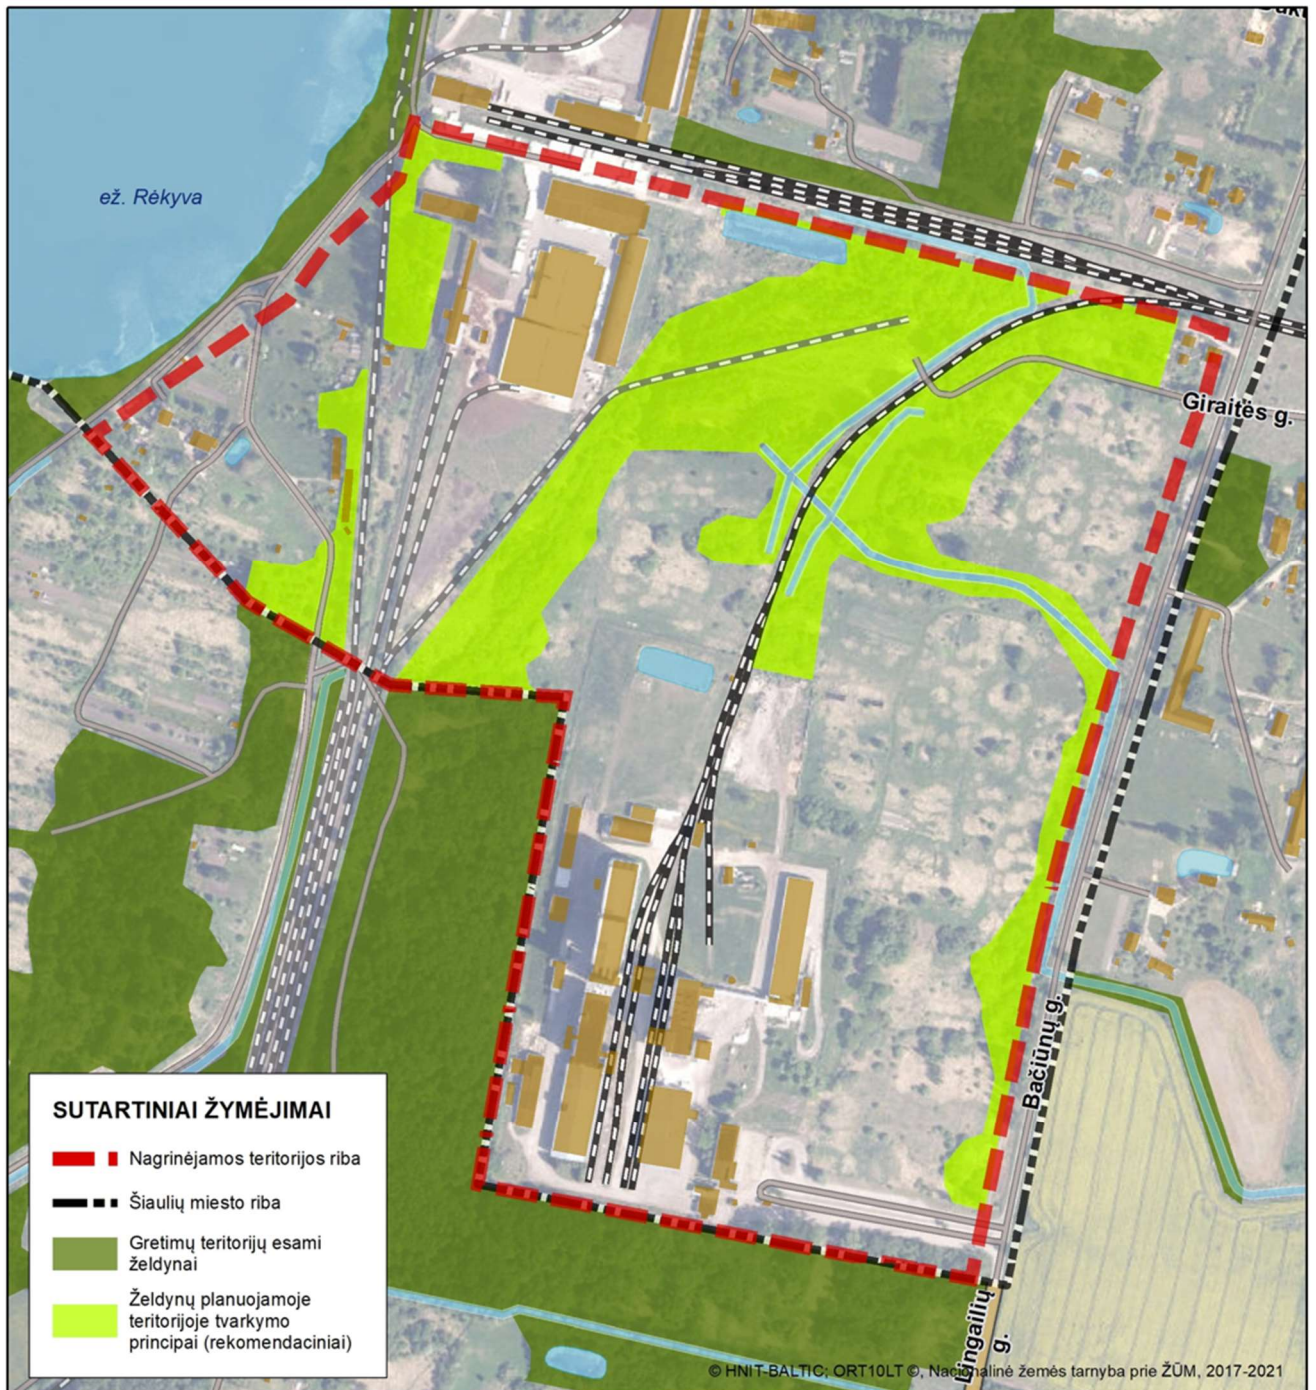 ež. Rėkyva
Giraitės g.
Bačiūnų g.
Lingailių
g.
SUTARTINIAI ŽYMĖJIMAI
Nagrinėjamos teritorijos riba
Šiaulių miesto riba
Gretimų teritorijų esami
želdynai
Želdynų planuojamoje
teritorijoje tvarkymo
principai (rekomendaciniai)
© HNIT-BALTIC; ORT10LT ©, Nacionalinė žemės tarnyba prie ŽŪM, 2017-2021